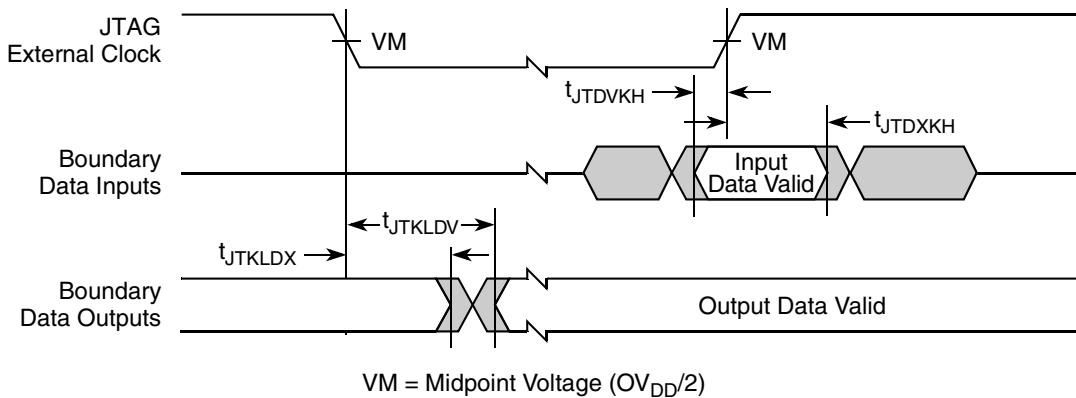 JTAG
External Clock
VM
VM
tJTDVKH
tJTDXKH
Boundary
Data Inputs
Input
Data Valid
tJTKLDV
tJTKLDX
Boundary
Data Outputs
Output Data Valid
VM = Midpoint Voltage (OVDD/2)